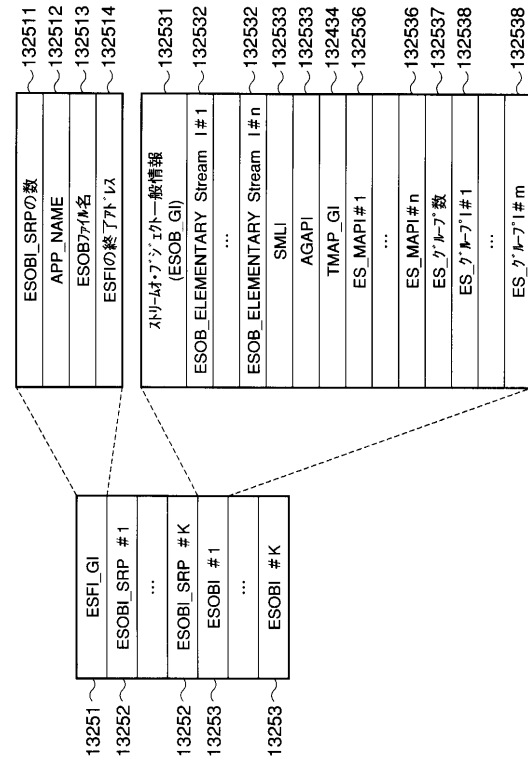 ESOBI_SRPの数
132511
APP_NAME
132512
ESOBファイル名
132513
ESFIの終了アドレス
132514
ストリームオ・ブジェクト一般情報
(ESOB_GI)
132531
ESOB_ELEMENTARY Stream I#1
132532
…
ESOB_ELEMENTARY Stream I#n
132532
SMLI
132533
AGAPI
132533
TMAP_GI
132434
ES_MAPI#1
132536
…
ES_MAPI#n
132536
ES_グループ数
132537
ES_グループI#1
132538
…
ES_グループI#m
132538
13251
ESFI_GI
13252
ESOBI_SRP #1
…
13252
ESOBI_SRP #K
13253
ESOBI #1
…
13253
ESOBI #K